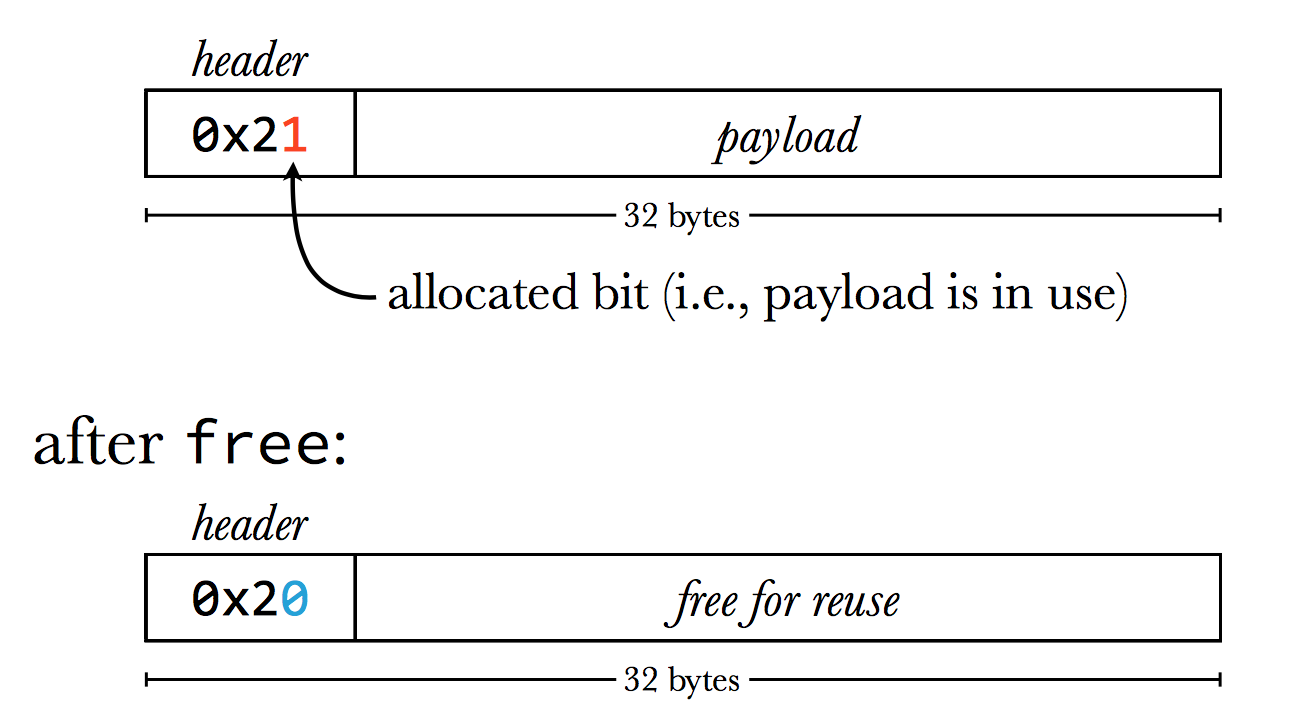 header
0x21 payload
32 bytes
allocated bit (i.e., payload is in use)
after free:
header
0x20 free for reuse
32 bytes